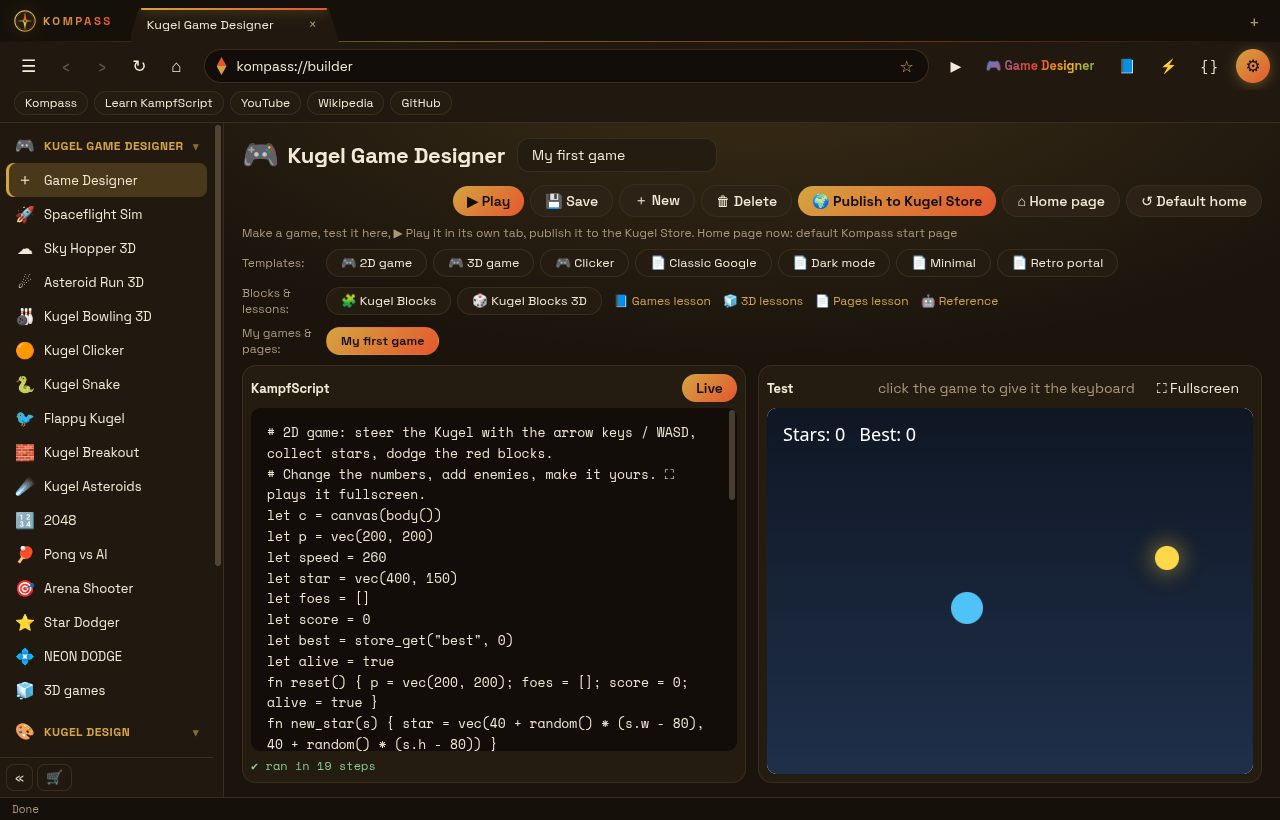 KOMPASS
Kugel Game Designer ×
+
kompass://builder
Game Designer
{}
Kompass
Learn KampfScript
YouTube
Wikipedia
GitHub
KUGEL GAME DESIGNER ▾
+ Game Designer
Spaceflight Sim
Sky Hopper 3D
Asteroid Run 3D
Kugel Bowling 3D
Kugel Clicker
Kugel Snake
Flappy Kugel
Kugel Breakout
Kugel Asteroids
2048
Pong vs AI
Arena Shooter
Star Dodger
NEON DODGE
3D games
KUGEL DESIGN ▾
«
Kugel Game Designer
My first game
▶ Play
Save
+ New
Delete
Publish to Kugel Store
⌂ Home page
↺ Default home
Make a game, test it here, ▶ Play it in its own tab, publish it to the Kugel Store. Home page now: default Kompass start page
Templates:
2D game
3D game
Clicker
Classic Google
Dark mode
Minimal
Retro portal
Blocks &
lessons:
Kugel Blocks
Kugel Blocks 3D
Games lesson
3D lessons
Pages lesson
Reference
My games &
pages:
My first game
KampfScript
Live
# 2D game: steer the Kugel with the arrow keys / WASD,
collect stars, dodge the red blocks.
# Change the numbers, add enemies, make it yours. ⛶
plays it fullscreen.
let c = canvas(body())
let p = vec(200, 200)
let speed = 260
let star = vec(400, 150)
let foes = []
let score = 0
let best = store_get("best", 0)
let alive = true
fn reset() { p = vec(200, 200); foes = []; score = 0;
alive = true }
fn new_star(s) { star = vec(40 + random() * (s.w - 80),
40 + random() * (s.h - 80)) }
✔ ran in 19 steps
Test
click the game to give it the keyboard
⛶ Fullscreen
Stars: 0 Best: 0
Done